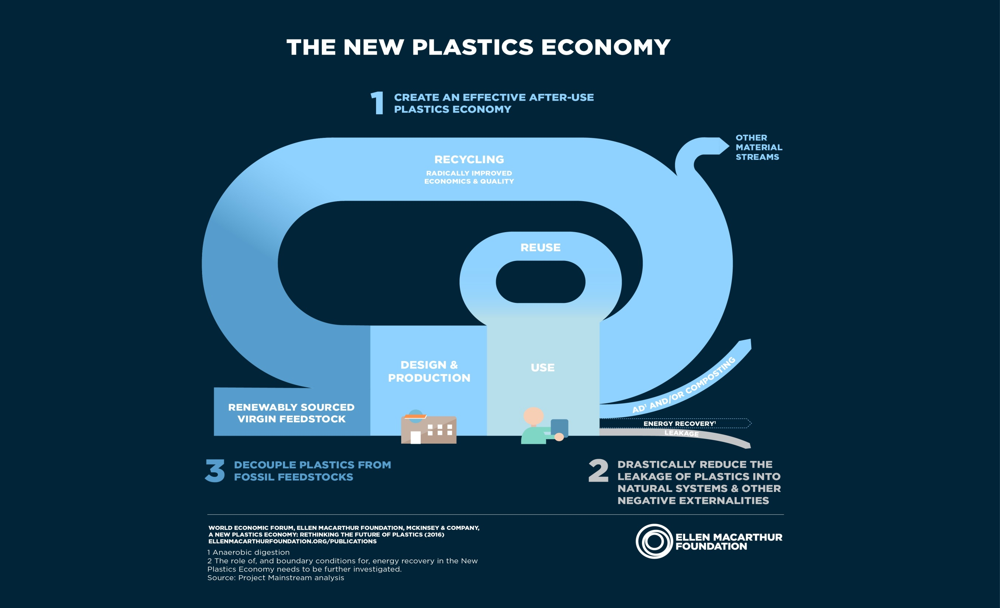 THE NEW PLASTICS ECONOMY
1
CREATE AN EFFECTIVE AFTER-USE
PLASTICS ECONOMY
OTHER
MATERIAL
STREAMS
RECYCLING
RADICALLY IMPROVED
ECONOMICS & QUALITY
REUSE
DESIGN &
PRODUCTION
USE
RENEWABLY SOURCED
VIRGIN FEEDSTOCK
AD¹ AND/OR COMPOSTING
ENERGY RECOVERY¹
LEAKAGE
3
DECOUPLE PLASTICS FROM
FOSSIL FEEDSTOCKS
2
DRASTICALLY REDUCE THE
LEAKAGE OF PLASTICS INTO
NATURAL SYSTEMS & OTHER
NEGATIVE EXTERNALITIES
WORLD ECONOMIC FORUM, ELLEN MACARTHUR FOUNDATION, MCKINSEY & COMPANY,
A NEW PLASTICS ECONOMY: RETHINKING THE FUTURE OF PLASTICS (2016)
ELLENMACARTHURFOUNDATION.ORG/PUBLICATIONS
1 Anaerobic digestion
2 The role of, and boundary conditions for, energy recovery in the New
Plastics Economy needs to be further investigated.
Source: Project Mainstream analysis
ELLEN MACARTHUR
FOUNDATION